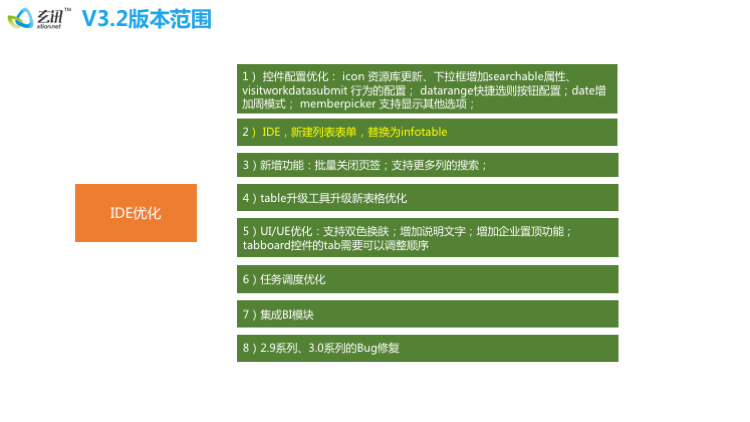 玄讯™
xtion.net
V3.2版本范围
1） 控件配置优化： icon 资源库更新、下拉框增加searchable属性、
visitworkdatasubmit 行为的配置； datarange快捷选则按钮配置；date增
加周模式； memberpicker 支持显示其他选项；
2） IDE，新建列表表单，替换为infotable
3）新增功能：批量关闭页签；支持更多列的搜索；
IDE优化
4）table升级工具升级新表格优化
5）UI/UE优化：支持双色换肤；增加说明文字；增加企业置顶功能；
tabboard控件的tab需要可以调整顺序
6）任务调度优化
7）集成BI模块
8）2.9系列、3.0系列的Bug修复